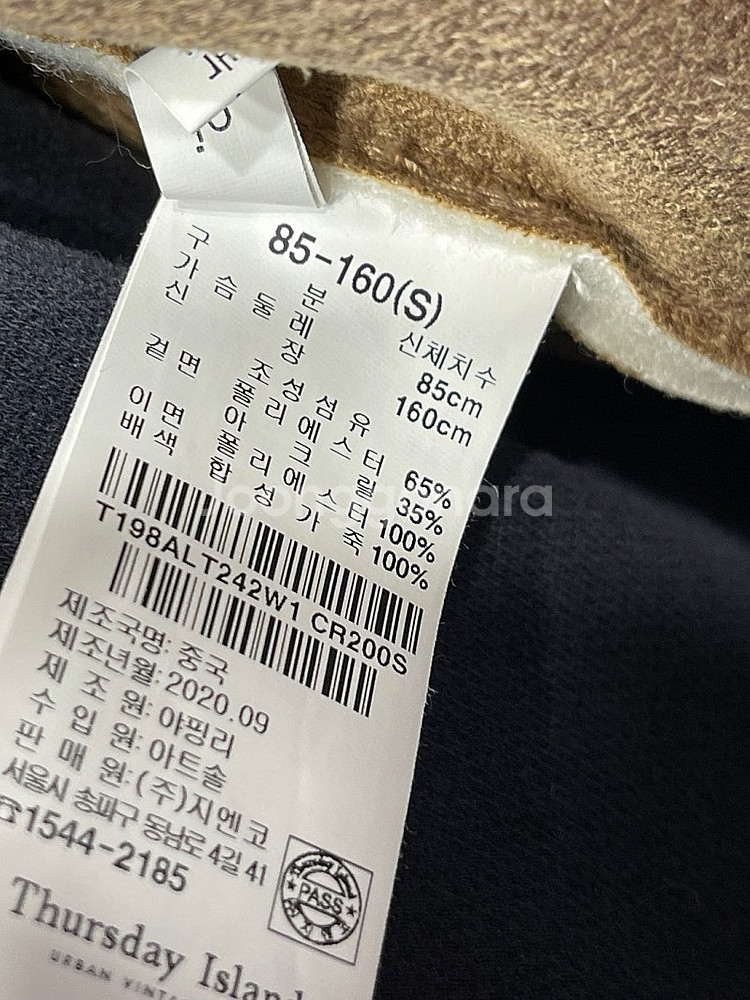 85-160(S)
구 분 신체치수
가 슴 둘 레 85cm
신 장 160cm
조 성 섬 유
겉 면 폴 리 에 스 터 65%
아 크 릴 35%
이 면 폴 리 에 스 터 100%
배 색 합 성 가 죽 100%
T198ALT242W1 CR200S
제조국명: 중국
제조년월: 2020.09
제 조 원: 야핑리
수 입 원: 아트솔
판 매 원: (주)지엔코
서울시 송파구 동남로 4길 41
☎1544-2185
PASS
Thursday Island
URBAN VINTA